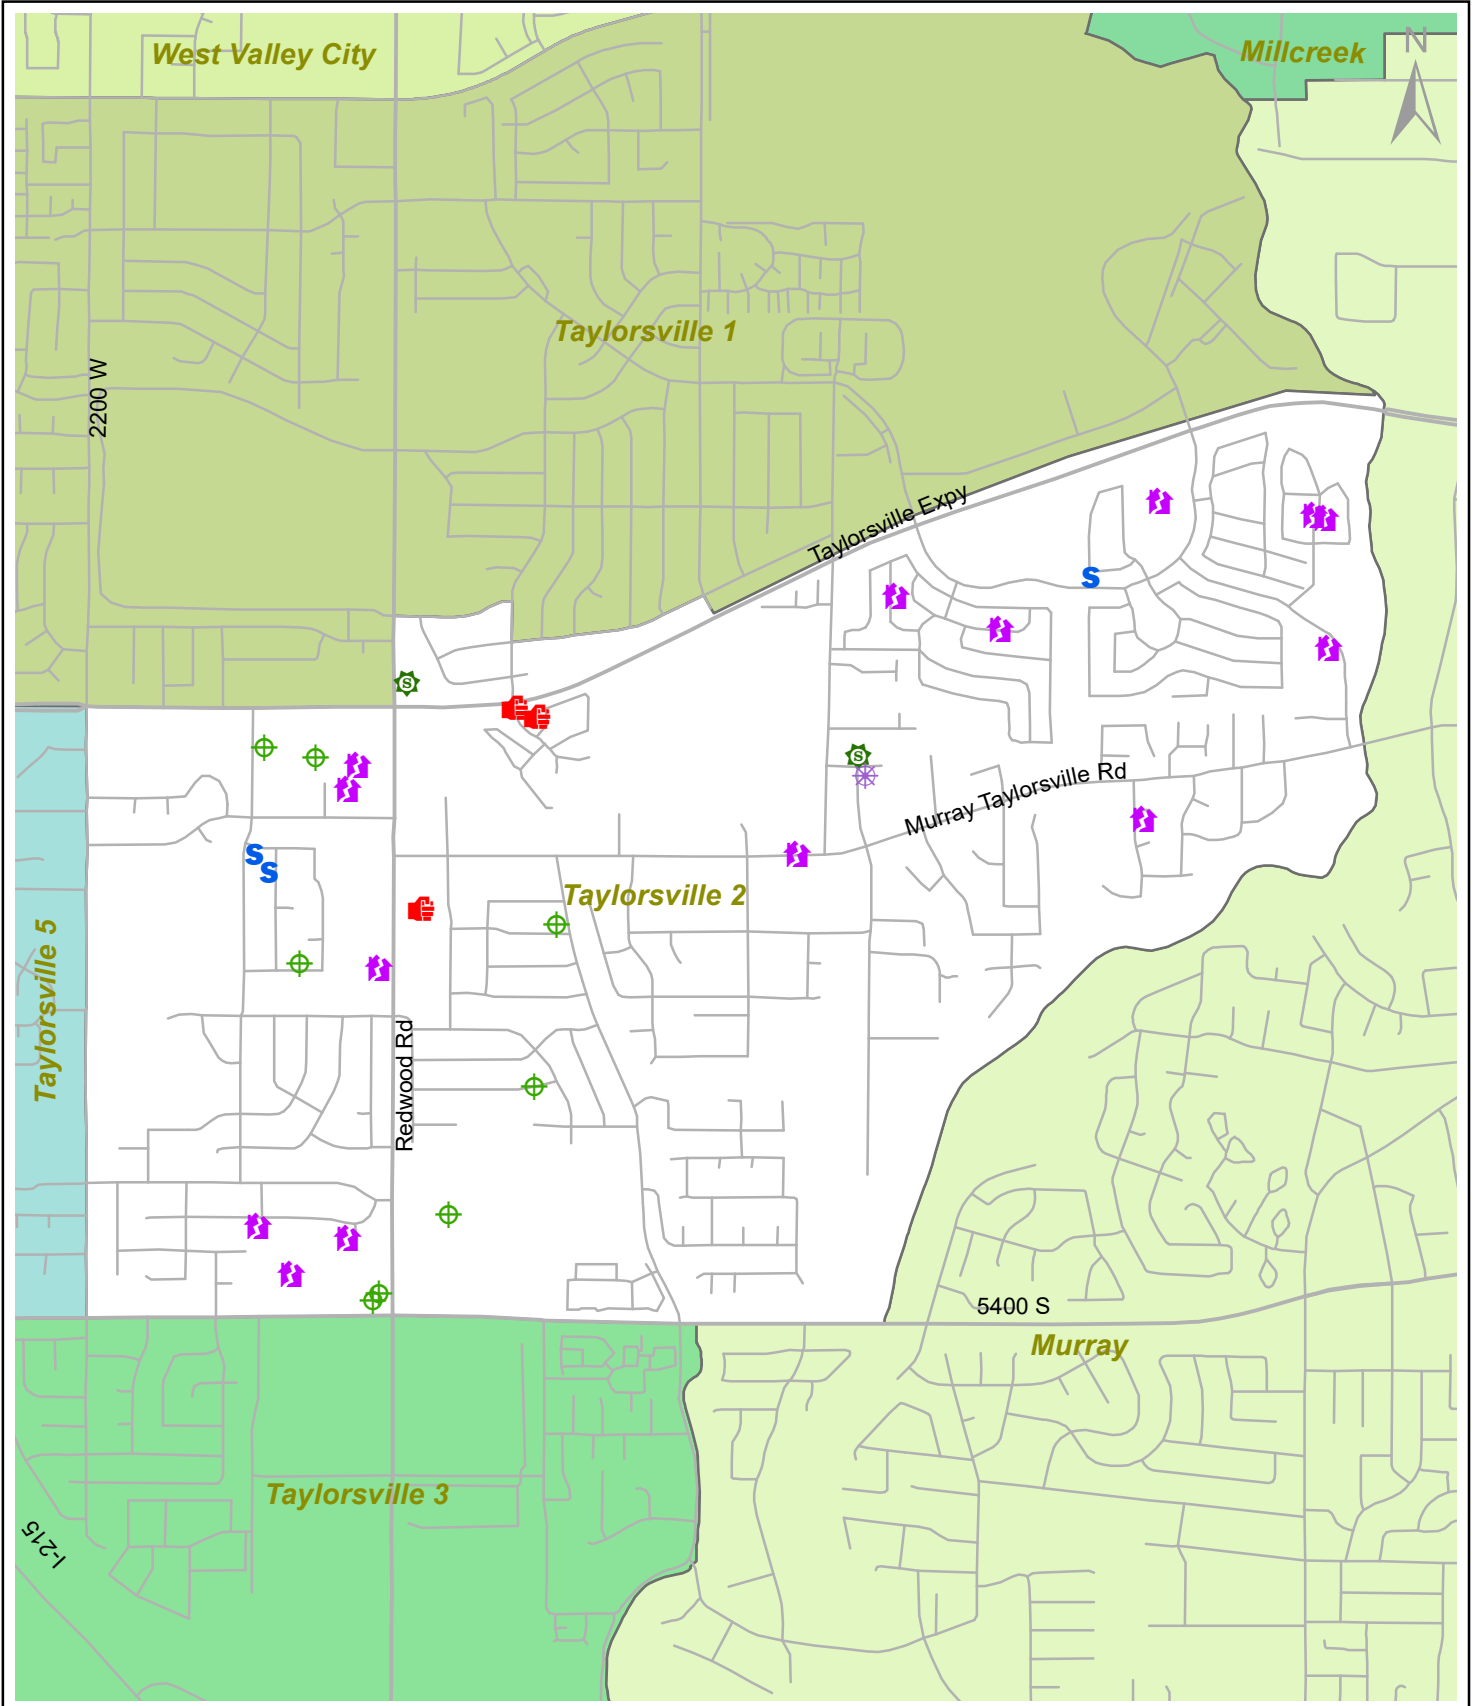 West Valley City
Millcreek
N
Taylorsville 1
2200 W
Taylorsville Expy
S
S
S
Murray Taylorsville Rd
S
S
Taylorsville 2
Taylorsville 5
Redwood Rd
5400 S
Murray
Taylorsville 3
I-215